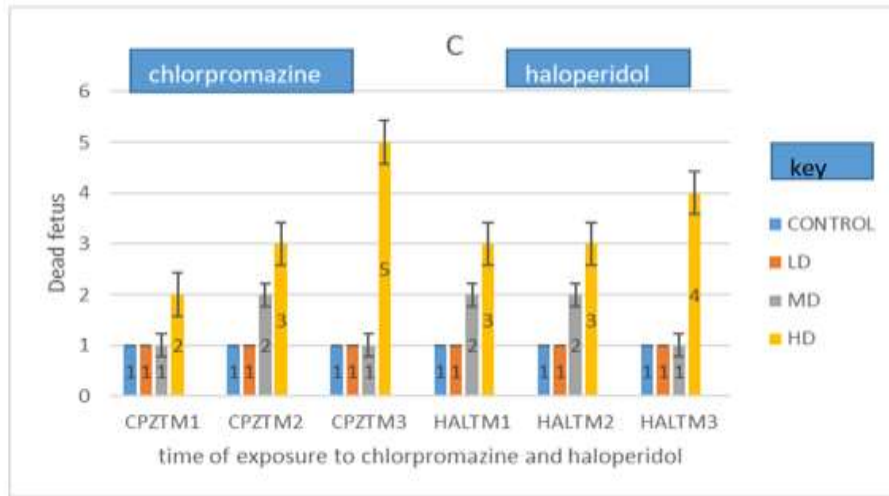 C
chlorpromazine
haloperidol
6
5
4
3
2
1
0
Dead fetus
1 1 1 2
1 1 2 3
1 1 1 5
1 1 2 3
1 1 2 3
1 1 1 4
CPZTM1 CPZTM2 CPZTM3 HALTM1 HALTM2 HALTM3
time of exposure to chlorpromazine and haloperidol
key
CONTROL
LD
MD
HD